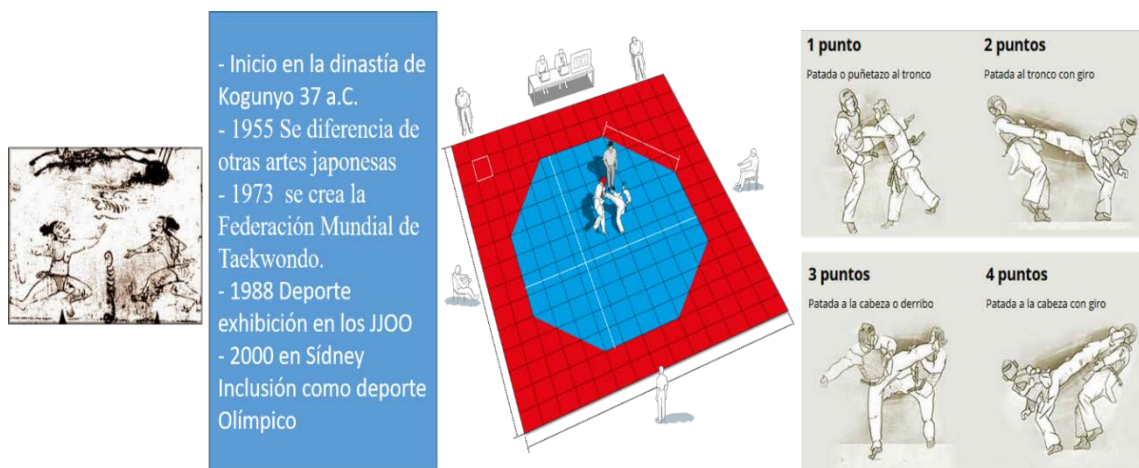 - Inicio en la dinastía de
Kogunyo 37 a.C.
- 1955 Se diferencia de
otras artes japonesas
- 1973  se crea la
Federación Mundial de
Taekwondo.
- 1988 Deporte
exhibición en los JJOO
- 2000 en Sídney
Inclusión como deporte
Olímpico
1 punto
Patada o puñetazo al tronco
2 puntos
Patada al tronco con giro
3 puntos
Patada a la cabeza o derribo
4 puntos
Patada a la cabeza con giro